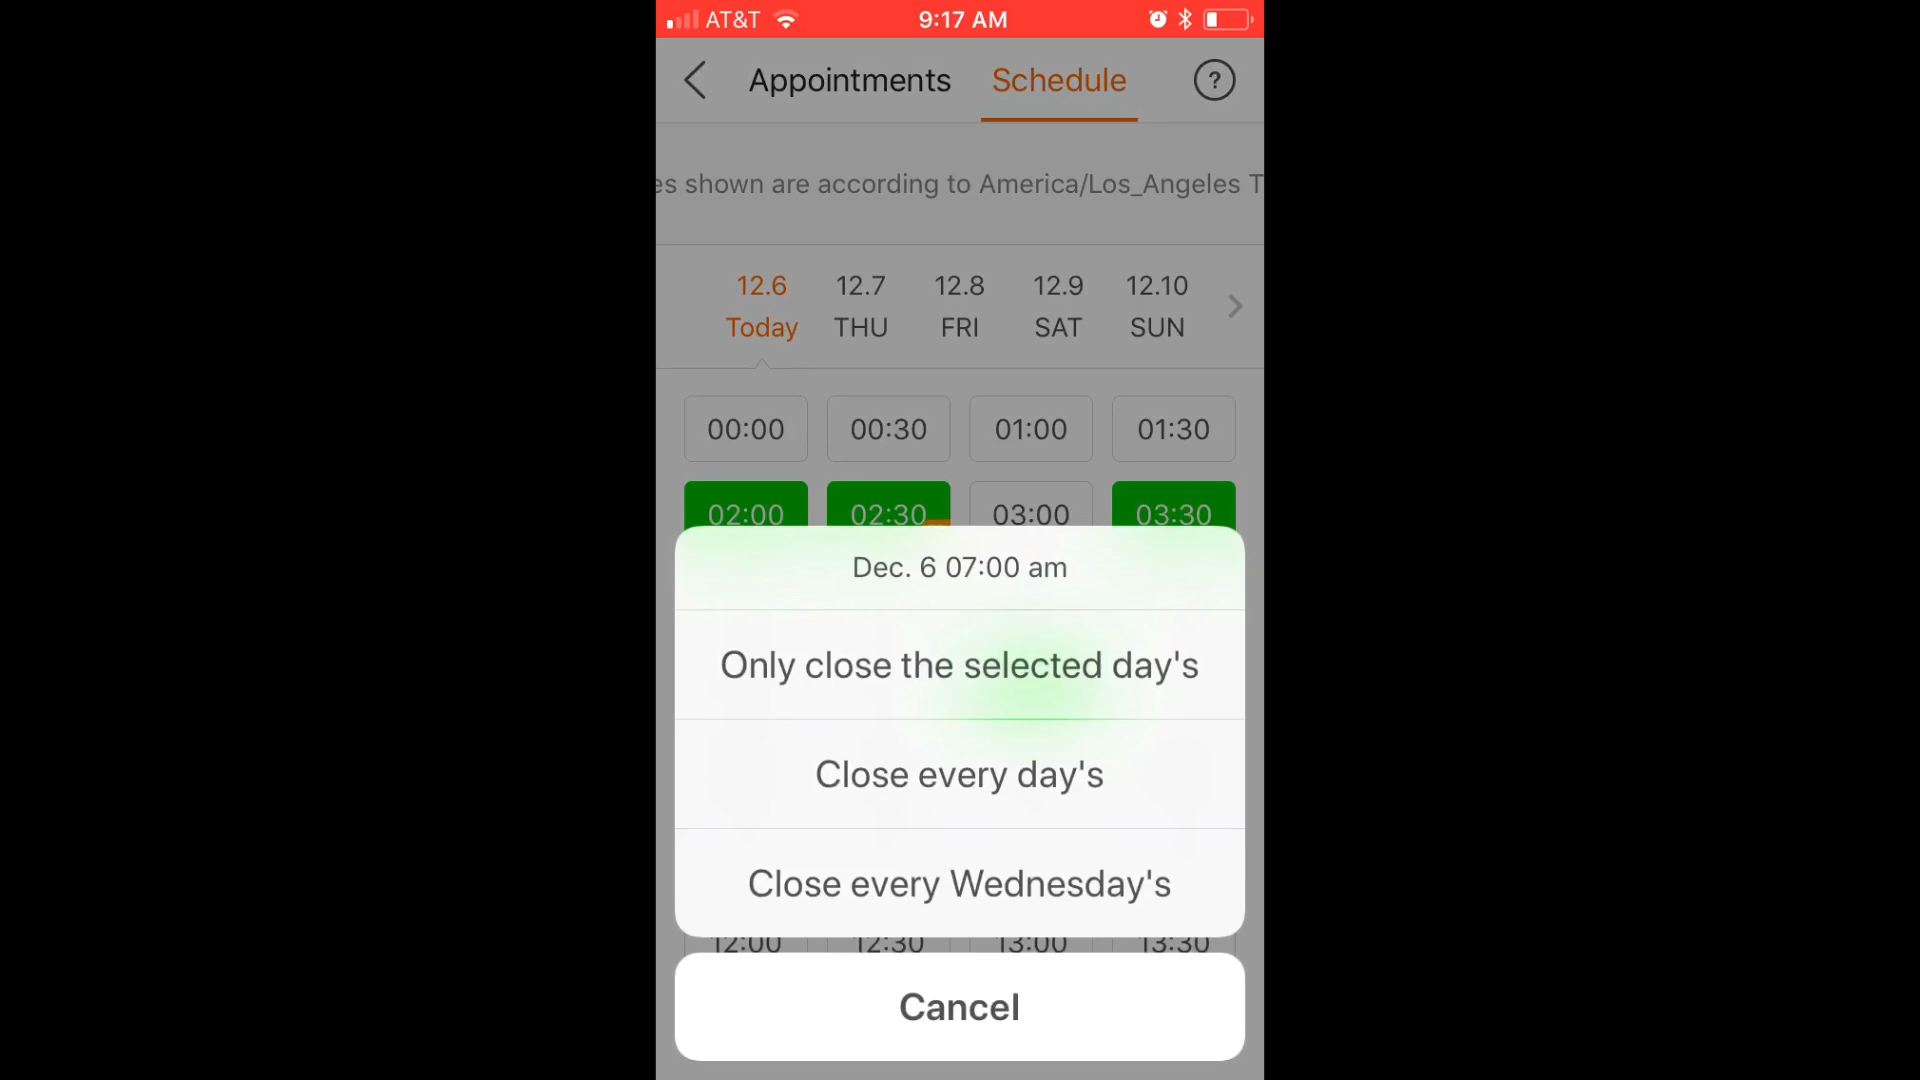 AT&T 9:17 AM
Appointments Schedule ?
es shown are according to America/Los_Angeles T
12.6 12.7 12.8 12.9 12.10
Today THU FRI SAT SUN
00:00 00:30 01:00 01:30
02:00 02:30 03:00 03:30
Dec. 6 07:00 am
Only close the selected day's
Close every day's
Close every Wednesday's
12:00 12:30 13:00 13:30
Cancel